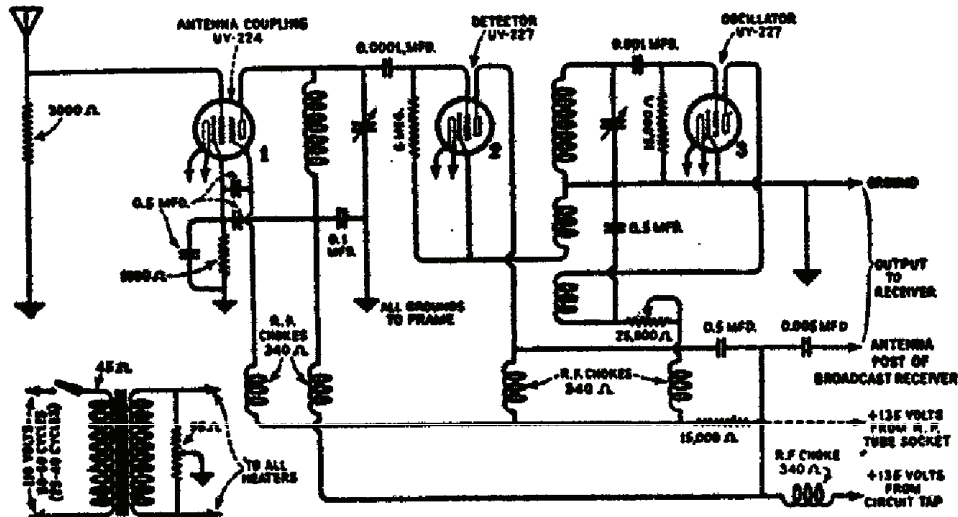 ANTENNA COUPLING
UY-224
DETECTOR
UY-227
OSCILLATOR
UY-227
0.0001 MFD.
0.001 MFD.
3000 Ω
1
2
3
0.5 MFD.
0.1
MFD.
0.5 MFD.
GROUND
OUTPUT
TO
RECEIVER
ALL GROUNDS
TO FRAME
R.F.
CHOKES
340 Ω
25,000 Ω
0.5 MFD.
0.005 MFD
ANTENNA
POST OF
BROADCAST RECEIVER
R.F. CHOKES
340 Ω
45 Ω
110 VOLTS
TO ALL
HEATERS
15,000 Ω
+135 VOLTS
FROM R.F.
TUBE SOCKET
R.F CHOKE
340 Ω
+135 VOLTS
FROM
CIRCUIT TAP